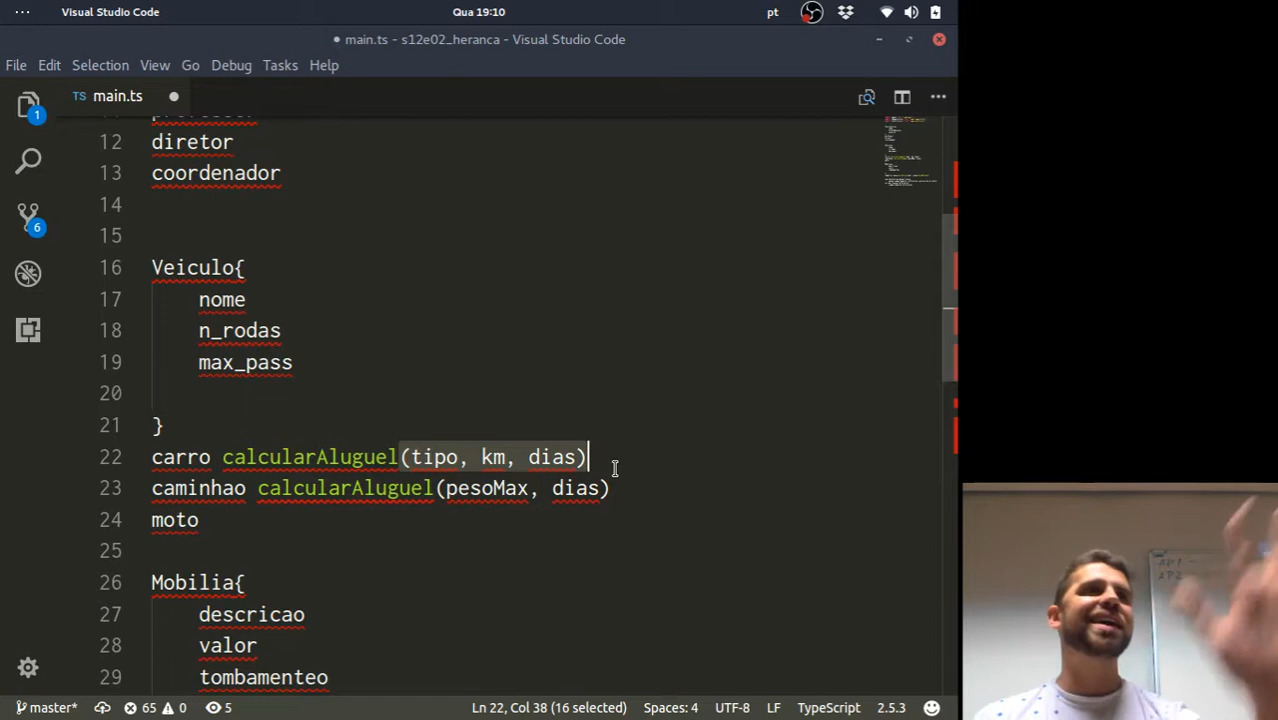 Visual Studio Code
Qua 19:10
pt
main.ts - s12e02_heranca - Visual Studio Code
File Edit Selection View Go Debug Tasks Help
TS main.ts
1
6
12 diretor
13 coordenador
14
15
16 Veiculo{
17 nome
18 n_rodas
19 max_pass
20
21 }
22 carro calcularAluguel(tipo, km, dias)
23 caminhao calcularAluguel(pesoMax, dias)
24 moto
25
26 Mobilia{
27 descricao
28 valor
29 tombamenteo
master* 65 0 5 Ln 22, Col 38 (16 selected) Spaces: 4 UTF-8 LF TypeScript 2.5.3